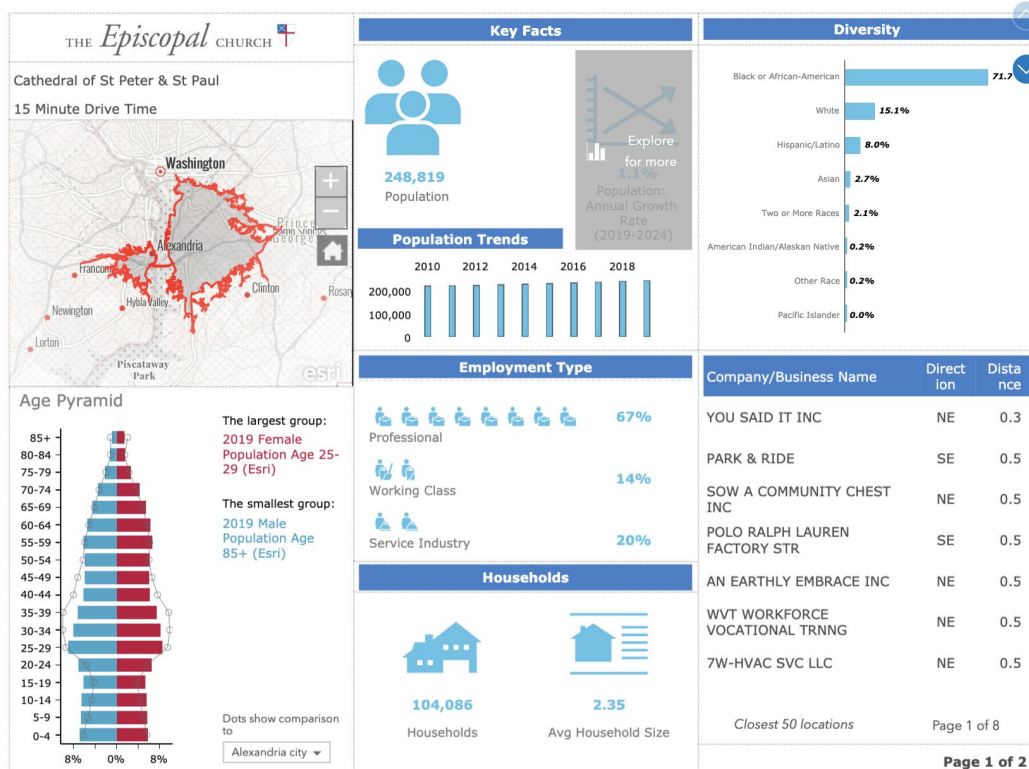 THE Episcopal CHURCH
Cathedral of St Peter & St Paul
15 Minute Drive Time
Washington
Alexandria
Prince
George
Camp Springs
Francon
Hybla Valley
Clinton
Rosar
Newington
Lorton
Piscataway
Park
esri
+
−
Age Pyramid
85+
80-84
75-79
70-74
65-69
60-64
55-59
50-54
45-49
40-44
35-39
30-34
25-29
20-24
15-19
10-14
5-9
0-4
8%
0%
8%
The largest group:
2019 Female
Population Age 25-
29 (Esri)
The smallest group:
2019 Male
Population Age
85+ (Esri)
Dots show comparison
to
Alexandria city
Key Facts
248,819
Population
Explore
for more
1.1%
Population:
Annual Growth
Rate
(2019-2024)
Population Trends
2010 2012 2014 2016 2018
200,000
100,000
0
Employment Type
67%
Professional
14%
Working Class
20%
Service Industry
Households
104,086
Households
2.35
Avg Household Size
Diversity
Black or African-American 71.7
White 15.1%
Hispanic/Latino 8.0%
Asian 2.7%
Two or More Races 2.1%
American Indian/Alaskan Native 0.2%
Other Race 0.2%
Pacific Islander 0.0%
Company/Business Name Direct
ion Dista
nce
YOU SAID IT INC NE 0.3
PARK & RIDE SE 0.5
SOW A COMMUNITY CHEST
INC NE 0.5
POLO RALPH LAUREN
FACTORY STR SE 0.5
AN EARTHLY EMBRACE INC NE 0.5
WVT WORKFORCE
VOCATIONAL TRNNG NE 0.5
7W-HVAC SVC LLC NE 0.5
Closest 50 locations Page 1 of 8
Page 1 of 2